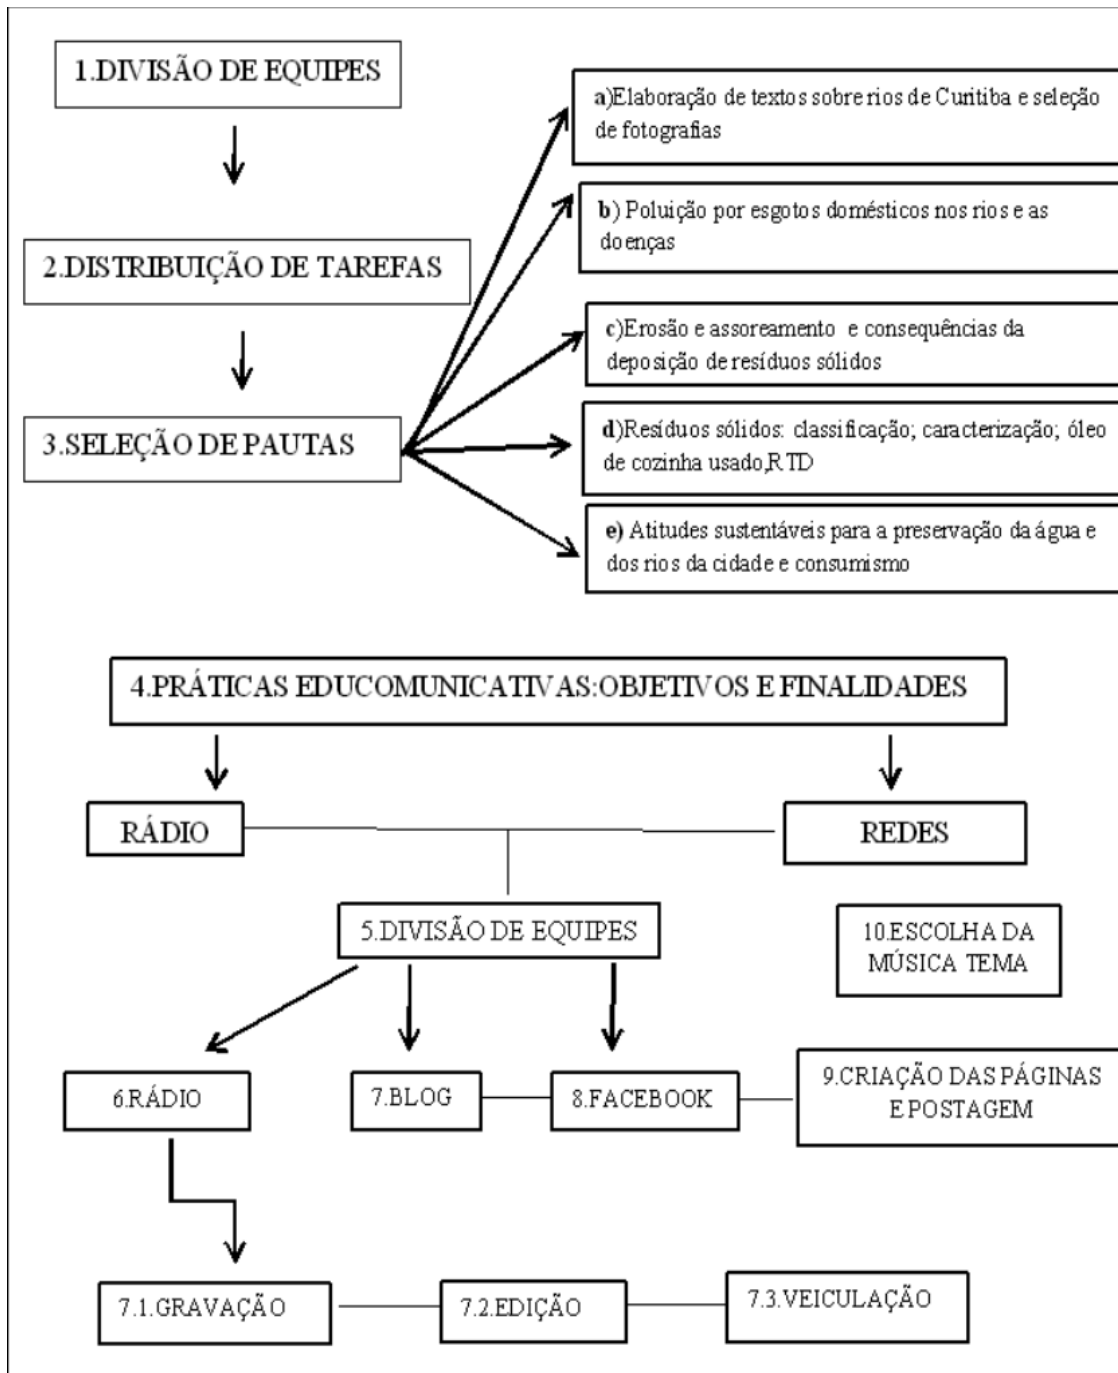 1.DIVISÃO DE EQUIPES
a)Elaboração de textos sobre rios de Curitiba e seleção
de fotografias
b) Poluição por esgotos domésticos nos rios e as
doenças
2.DISTRIBUIÇÃO DE TAREFAS
c)Erosão e assoreamento e consequências da
deposição de resíduos sólidos
3.SELEÇÃO DE PAUTAS
d)Resíduos sólidos: classificação; caracterização; óleo
de cozinha usado,RTD
e) Atitudes sustentáveis para a preservação da água e
dos rios da cidade e consumismo
4.PRÁTICAS EDUCOMUNICATIVAS:OBJETIVOS E FINALIDADES
RÁDIO
REDES
5.DIVISÃO DE EQUIPES
10.ESCOLHA DA
MÚSICA TEMA
6.RÁDIO
7.BLOG
8.FACEBOOK
9.CRIAÇÃO DAS PÁGINAS
E POSTAGEM
7.1.GRAVAÇÃO
7.2.EDIÇÃO
7.3.VEICULAÇÃO